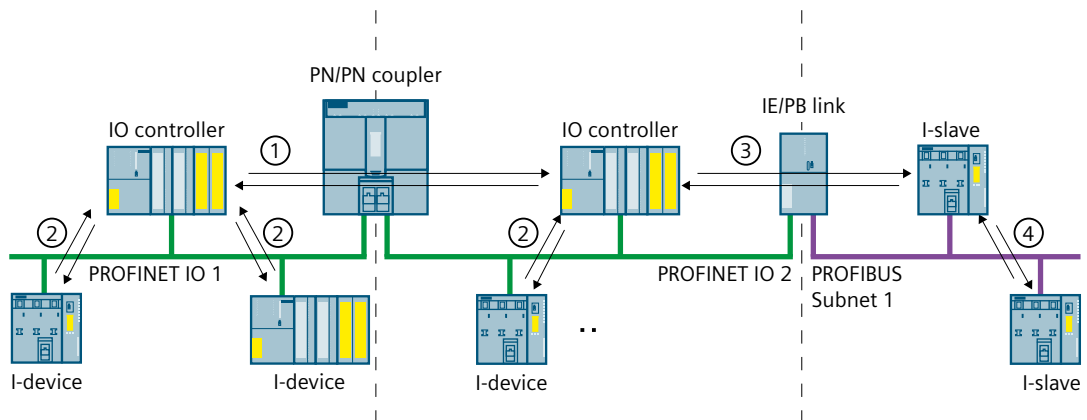 PN/PN coupler
IE/PB link
IO controller
①
IO controller
③
I-slave
②
②
②
④
PROFINET IO 1
PROFINET IO 2
PROFIBUS
Subnet 1
I-device
I-device
I-device
..
I-slave